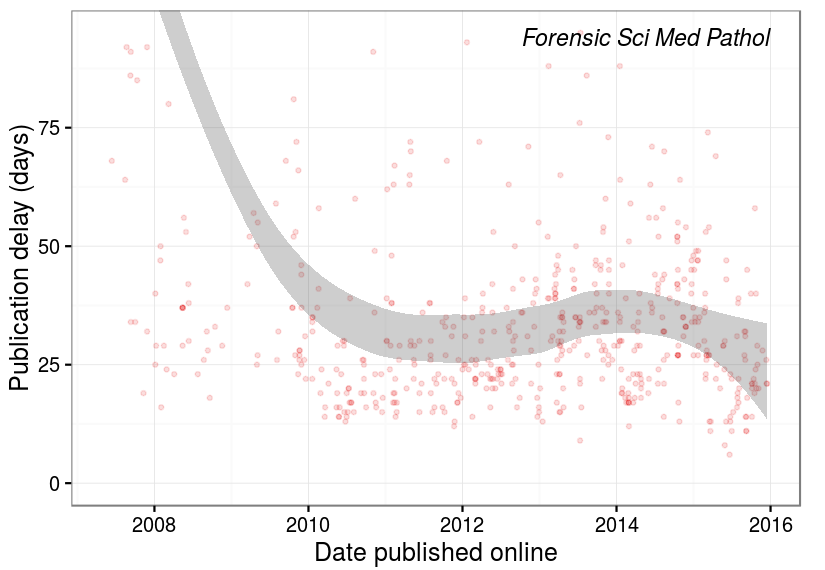 Forensic Sci Med Pathol
Publication delay (days)
75
50
25
0
2008 2010 2012 2014 2016
Date published online